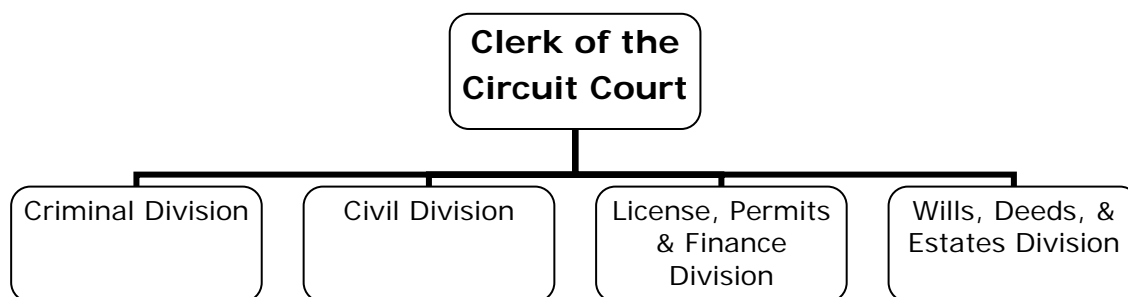 Clerk of the
Circuit Court
Criminal Division
Civil Division
License, Permits
& Finance
Division
Wills, Deeds, &
Estates Division